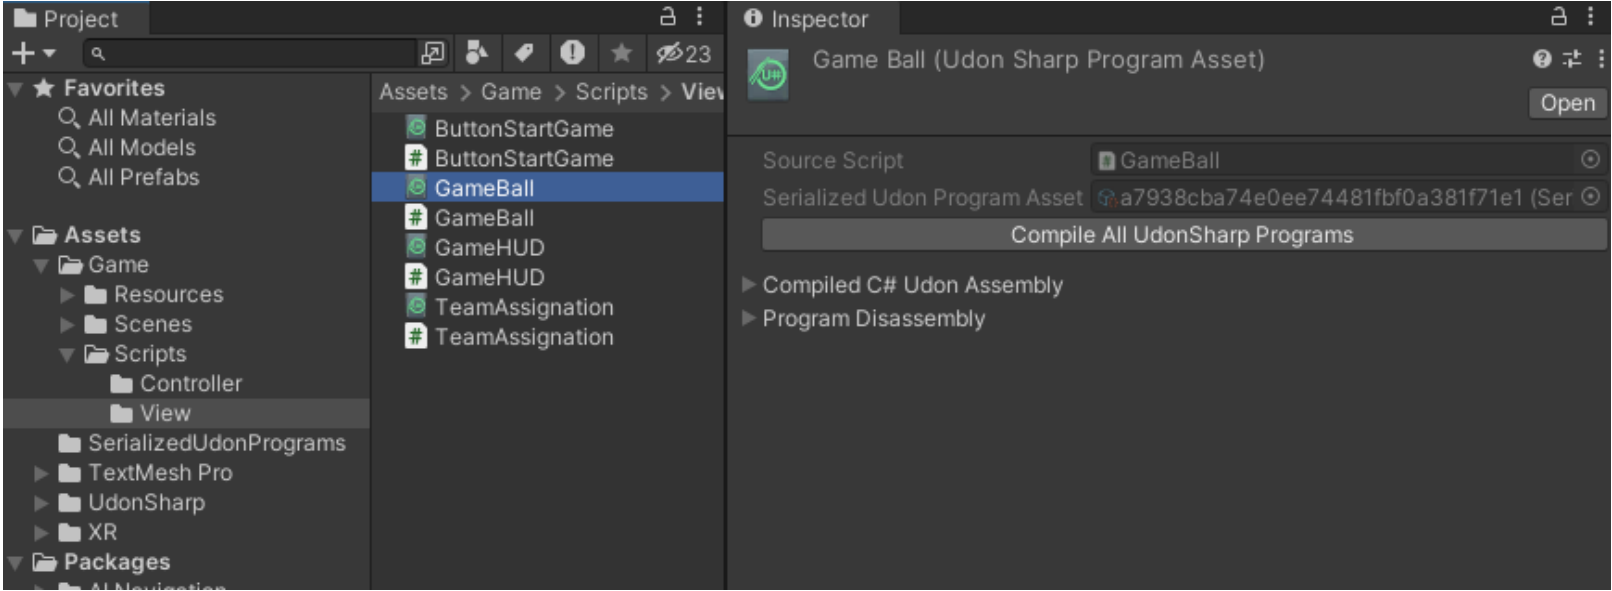 Project
23
Favorites
All Materials
All Models
All Prefabs
Assets
Game
Resources
Scenes
Scripts
Controller
View
SerializedUdonPrograms
TextMesh Pro
UdonSharp
XR
Packages
Assets > Game > Scripts > View
ButtonStartGame
# ButtonStartGame
GameBall
# GameBall
GameHUD
# GameHUD
TeamAssignation
# TeamAssignation
Inspector
U#
Game Ball (Udon Sharp Program Asset)
Open
Source Script # GameBall
Serialized Udon Program Asset a7938cba74e0ee74481fbf0a381f71e1 (Ser
Compile All UdonSharp Programs
Compiled C# Udon Assembly
Program Disassembly